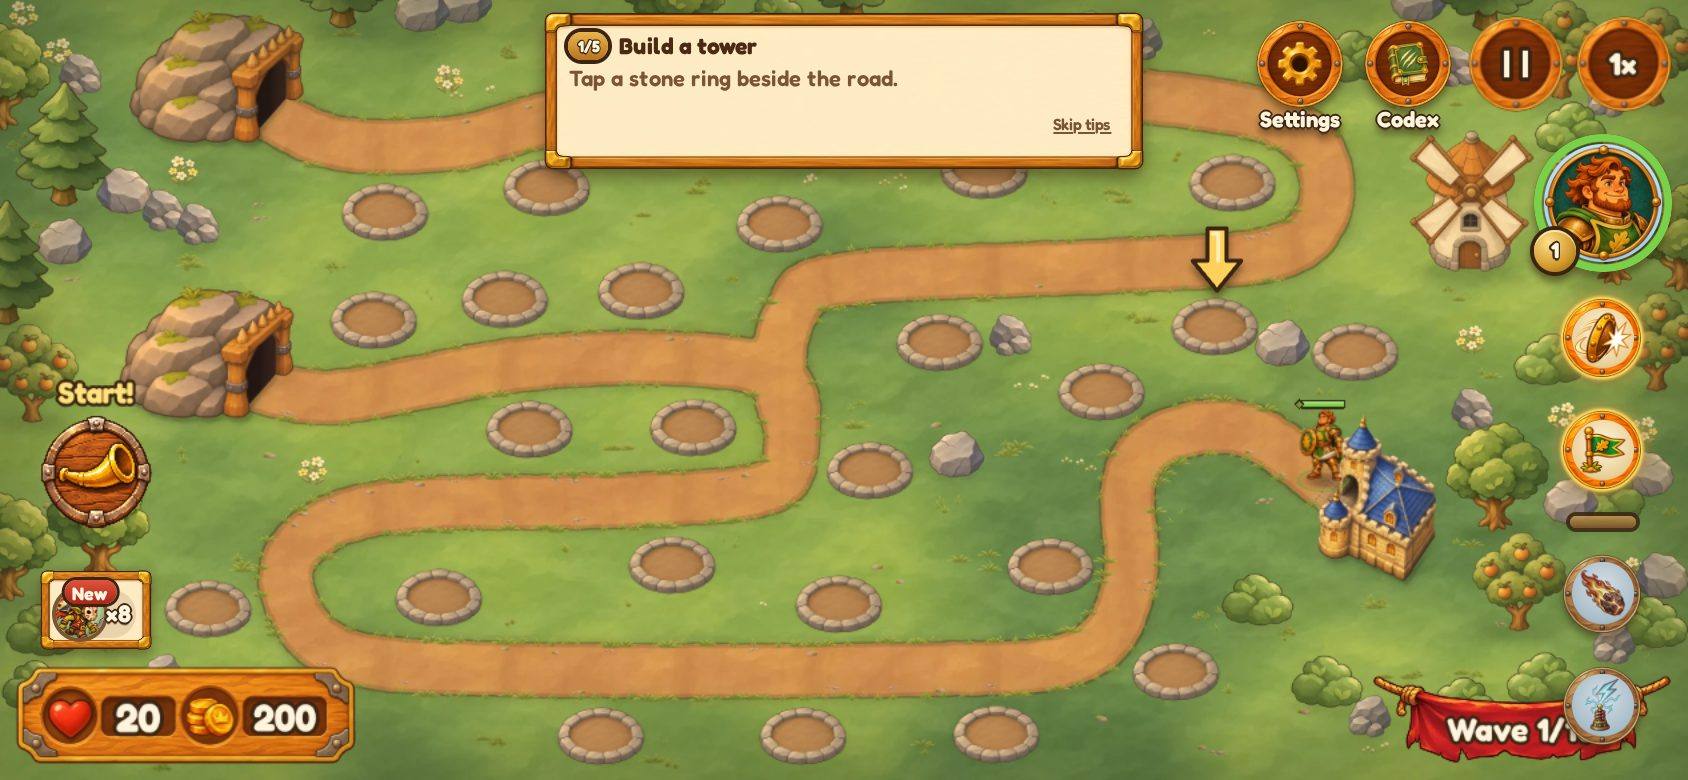 1/5 Build a tower
Tap a stone ring beside the road.
Skip tips
1x
Settings
Codex
1
Start!
New
x8
20
200
Wave 1/